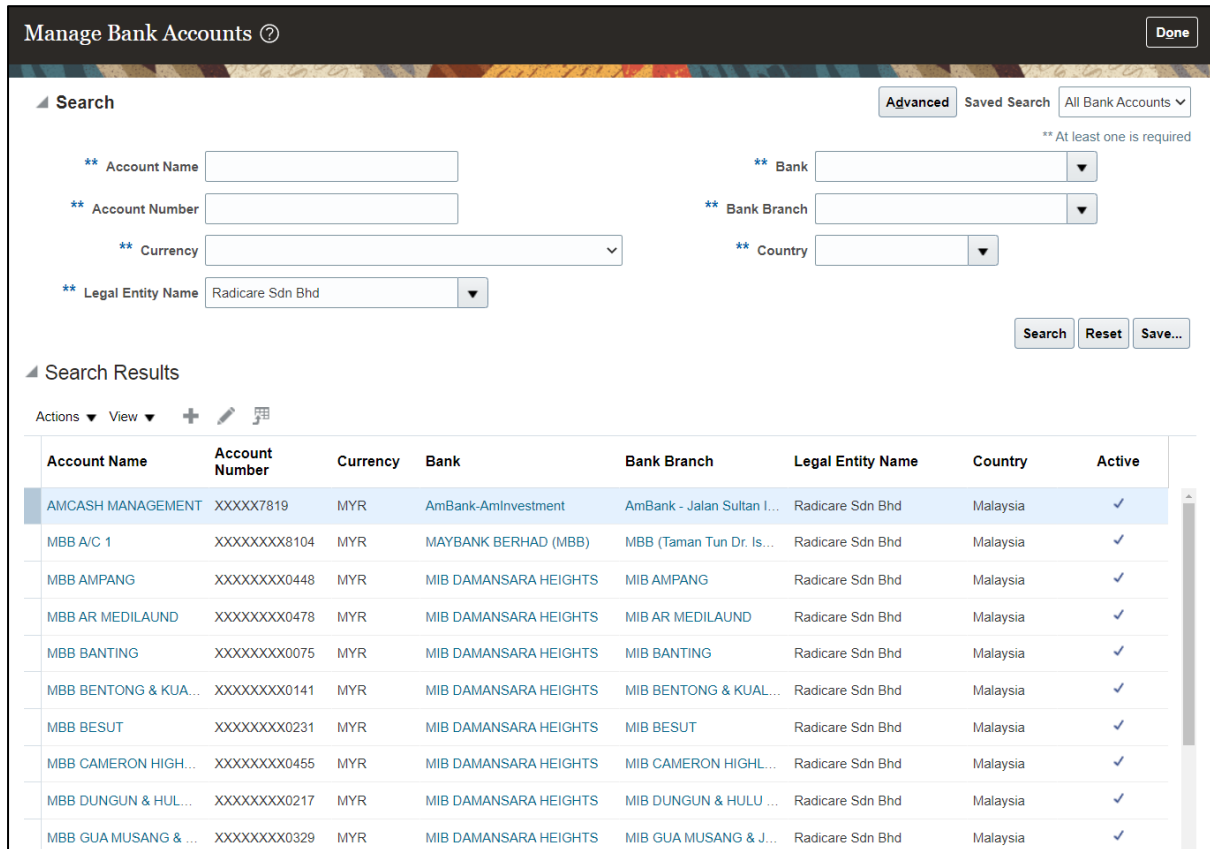 Manage Bank Accounts ?
Done
Search
Advanced Saved Search All Bank Accounts
** At least one is required
** Account Name
** Bank
** Account Number
** Bank Branch
** Currency
** Country
** Legal Entity Name Radicare Sdn Bhd
Search Reset Save...
Search Results
Actions View
Account Name Account Number Currency Bank Bank Branch Legal Entity Name Country Active
AMCASH MANAGEMENT XXXXX7819 MYR AmBank-AmInvestment AmBank - Jalan Sultan I... Radicare Sdn Bhd Malaysia
MBB A/C 1 XXXXXXXX8104 MYR MAYBANK BERHAD (MBB) MBB (Taman Tun Dr. Is... Radicare Sdn Bhd Malaysia
MBB AMPANG XXXXXXXX0448 MYR MIB DAMANSARA HEIGHTS MIB AMPANG Radicare Sdn Bhd Malaysia
MBB AR MEDILAUND XXXXXXXX0478 MYR MIB DAMANSARA HEIGHTS MIB AR MEDILAUND Radicare Sdn Bhd Malaysia
MBB BANTING XXXXXXXX0075 MYR MIB DAMANSARA HEIGHTS MIB BANTING Radicare Sdn Bhd Malaysia
MBB BENTONG & KUA... XXXXXXXX0141 MYR MIB DAMANSARA HEIGHTS MIB BENTONG & KUAL... Radicare Sdn Bhd Malaysia
MBB BESUT XXXXXXXX0231 MYR MIB DAMANSARA HEIGHTS MIB BESUT Radicare Sdn Bhd Malaysia
MBB CAMERON HIGH... XXXXXXXX0455 MYR MIB DAMANSARA HEIGHTS MIB CAMERON HIGHL... Radicare Sdn Bhd Malaysia
MBB DUNGUN & HUL... XXXXXXXX0217 MYR MIB DAMANSARA HEIGHTS MIB DUNGUN & HULU ... Radicare Sdn Bhd Malaysia
MBB GUA MUSANG & ... XXXXXXXX0329 MYR MIB DAMANSARA HEIGHTS MIB GUA MUSANG & J... Radicare Sdn Bhd Malaysia